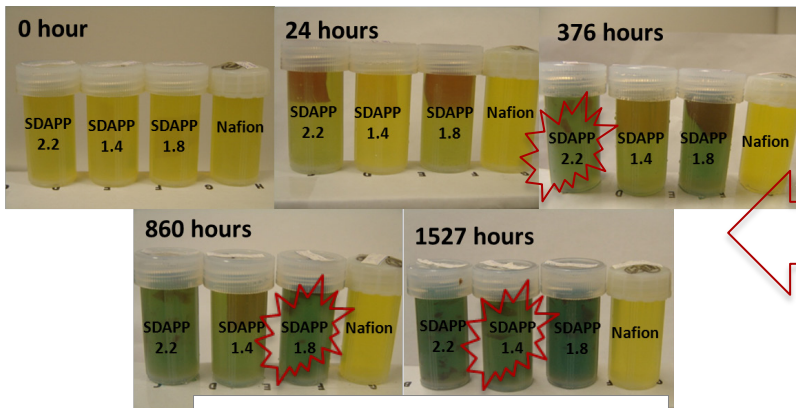 0 hour
SDAPP
2.2
SDAPP
1.4
SDAPP
1.8
Nafion
24 hours
SDAPP
2.2
SDAPP
1.4
SDAPP
1.8
Nafion
376 hours
SDAPP
2.2
SDAPP
1.4
SDAPP
1.8
Nafion
860 hours
SDAPP
2.2
SDAPP
1.4
SDAPP
1.8
Nafion
1527 hours
SDAPP
2.2
SDAPP
1.4
SDAPP
1.8
Nafion